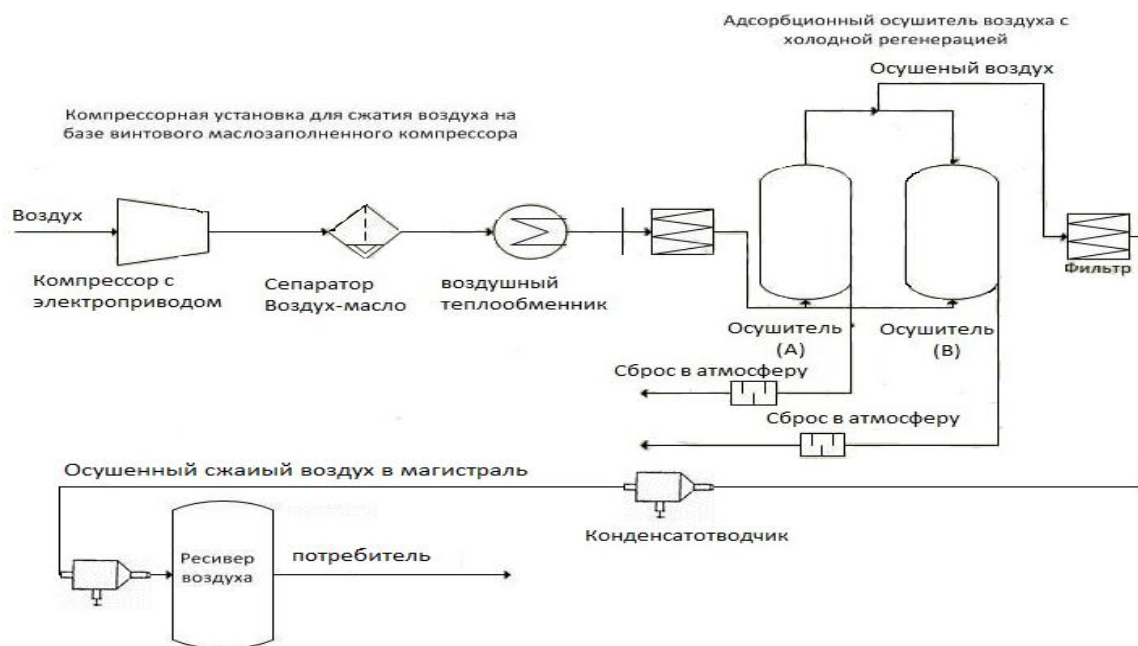 Адсорбционный осушитель воздуха с
холодной регенерацией
Осушеный воздух
Компрессорная установка для сжатия воздуха на
базе винтового маслозаполненного компрессора
Воздух
Компрессор с
электроприводом
Сепаратор
Воздух-масло
воздушный
теплообменник
Осушитель
(А)
Осушитель
(В)
Фильтр
Сброс в атмосферу
Сброс в атмосферу
Осушенный сжаиый воздух в магистраль
Конденсатотводчик
Ресивер
воздуха
потребитель